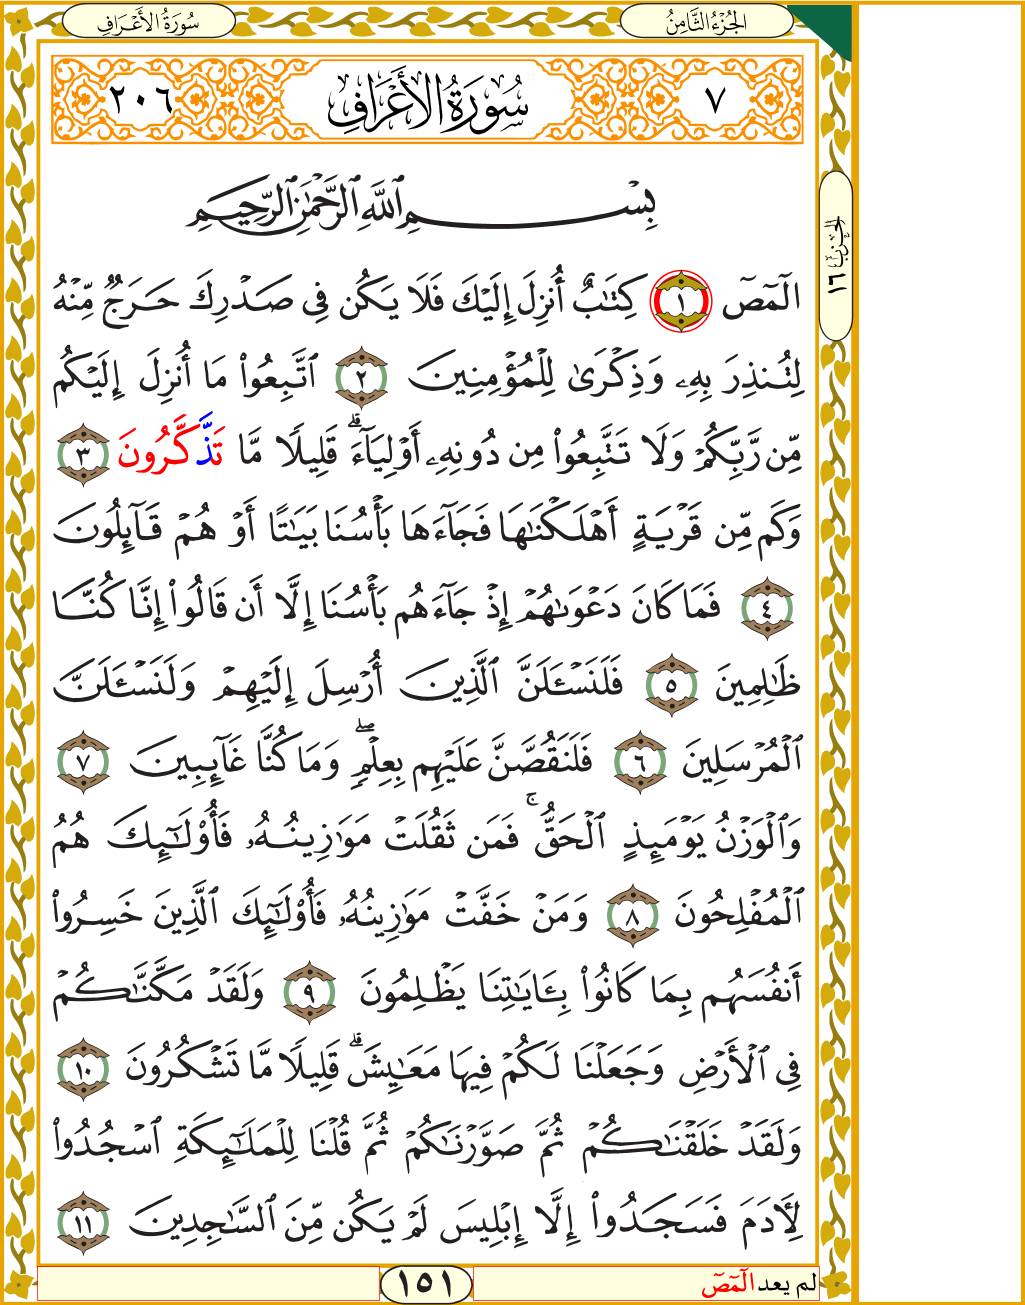 الجُزْءُ الثَّامِنُ
سُورَةُ الأَعْرَافِ
٧
سُورَةُ الأَعْرَافِ
٢٠٦
الحِزْبُ ١٦
بِسْمِ ٱللَّهِ ٱلرَّحْمَٰنِ ٱلرَّحِيمِ
الٓمٓصٓ ١ كِتَٰبٌ أُنزِلَ إِلَيْكَ فَلَا يَكُن فِى صَدْرِكَ حَرَجٌ مِّنْهُ
لِتُنذِرَ بِهِۦ وَذِكْرَىٰ لِلْمُؤْمِنِينَ ٢ ٱتَّبِعُوا۟ مَا أُنزِلَ إِلَيْكُم
مِّن رَّبِّكُمْ وَلَا تَتَّبِعُوا۟ مِن دُونِهِۦ أَوْلِيَآءَ ۗ قَلِيلًا مَّا تَذَّكَّرُونَ ٣
وَكَم مِّن قَرْيَةٍ أَهْلَكْنَٰهَا فَجَآءَهَا بَأْسُنَا بَيَٰتًا أَوْ هُمْ قَآئِلُونَ
٤ فَمَا كَانَ دَعْوَىٰهُمْ إِذْ جَآءَهُم بَأْسُنَا إِلَّا أَن قَالُوا۟ إِنَّا كُنَّا
ظَٰلِمِينَ ٥ فَلَنَسْـَٔلَنَّ ٱلَّذِينَ أُرْسِلَ إِلَيْهِمْ وَلَنَسْـَٔلَنَّ
ٱلْمُرْسَلِينَ ٦ فَلَنَقُصَّنَّ عَلَيْهِم بِعِلْمٍ ۖ وَمَا كُنَّا غَآئِبِينَ ٧
وَٱلْوَزْنُ يَوْمَئِذٍ ٱلْحَقُّ ۚ فَمَن ثَقُلَتْ مَوَٰزِينُهُۥ فَأُو۟لَٰٓئِكَ هُمُ
ٱلْمُفْلِحُونَ ٨ وَمَنْ خَفَّتْ مَوَٰزِينُهُۥ فَأُو۟لَٰٓئِكَ ٱلَّذِينَ خَسِرُوا۟
أَنفُسَهُم بِمَا كَانُوا۟ بِـَٔايَٰتِنَا يَظْلِمُونَ ٩ وَلَقَدْ مَكَّنَّٰكُمْ
فِى ٱلْأَرْضِ وَجَعَلْنَا لَكُمْ فِيهَا مَعَٰيِشَ ۗ قَلِيلًا مَّا تَشْكُرُونَ ١٠
وَلَقَدْ خَلَقْنَٰكُمْ ثُمَّ صَوَّرْنَٰكُمْ ثُمَّ قُلْنَا لِلْمَلَٰٓئِكَةِ ٱسْجُدُوا۟
لِـَٔادَمَ فَسَجَدُوا۟ إِلَّا إِبْلِيسَ لَمْ يَكُن مِّنَ ٱلسَّٰجِدِينَ ١١
لم يعد الٓمٓصٓ
١٥١